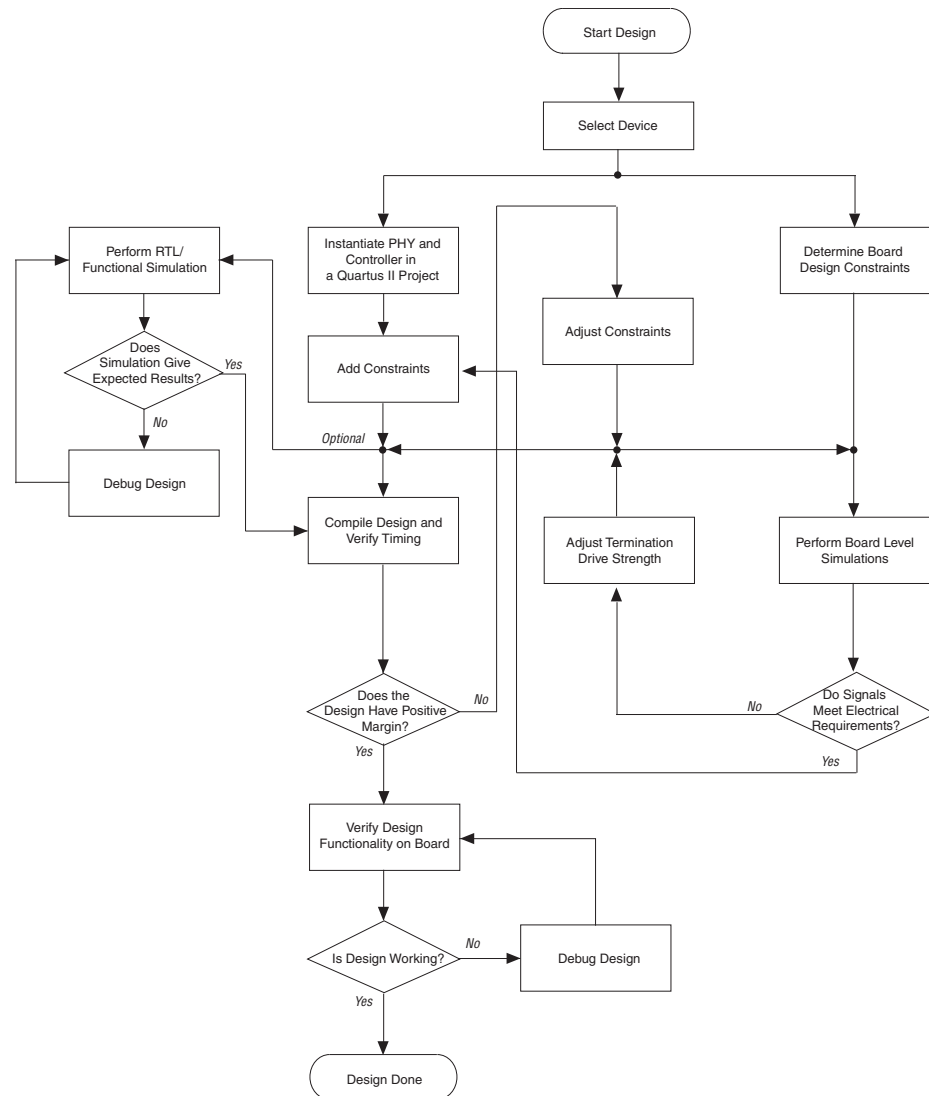 Start Design
Select Device
Perform RTL/
Functional Simulation
Instantiate PHY and
Controller in
a Quartus II Project
Determine Board
Design Constraints
Adjust Constraints
Does
Simulation Give
Expected Results?
Yes
Add Constraints
No
Optional
Debug Design
Compile Design and
Verify Timing
Adjust Termination
Drive Strength
Perform Board Level
Simulations
Does the
Design Have Positive
Margin?
No
Yes
Do Signals
Meet Electrical
Requirements?
No
Yes
Verify Design
Functionality on Board
Is Design Working?
No
Yes
Debug Design
Design Done